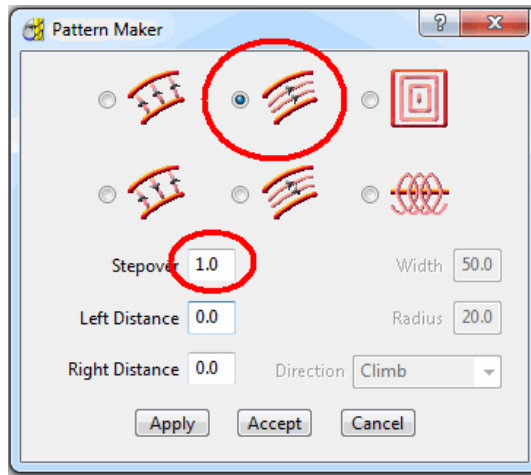 Pattern Maker
Stepover 1.0 Width 50.0
Left Distance 0.0 Radius 20.0
Right Distance 0.0 Direction Climb
Apply Accept Cancel